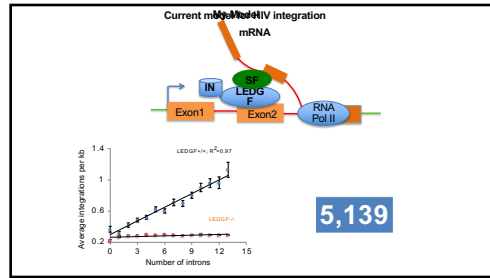 Current model for HIV integration
My Model
mRNA
SF
IN
LEDG
F
Exon1
Exon2
RNA
Pol II
LEDGF+/+; R²=0.97
LEDGF-/-
Average integrations per kb
1.4
1
0.6
0.2
0 3 6 9 12 15
Number of introns
5,139